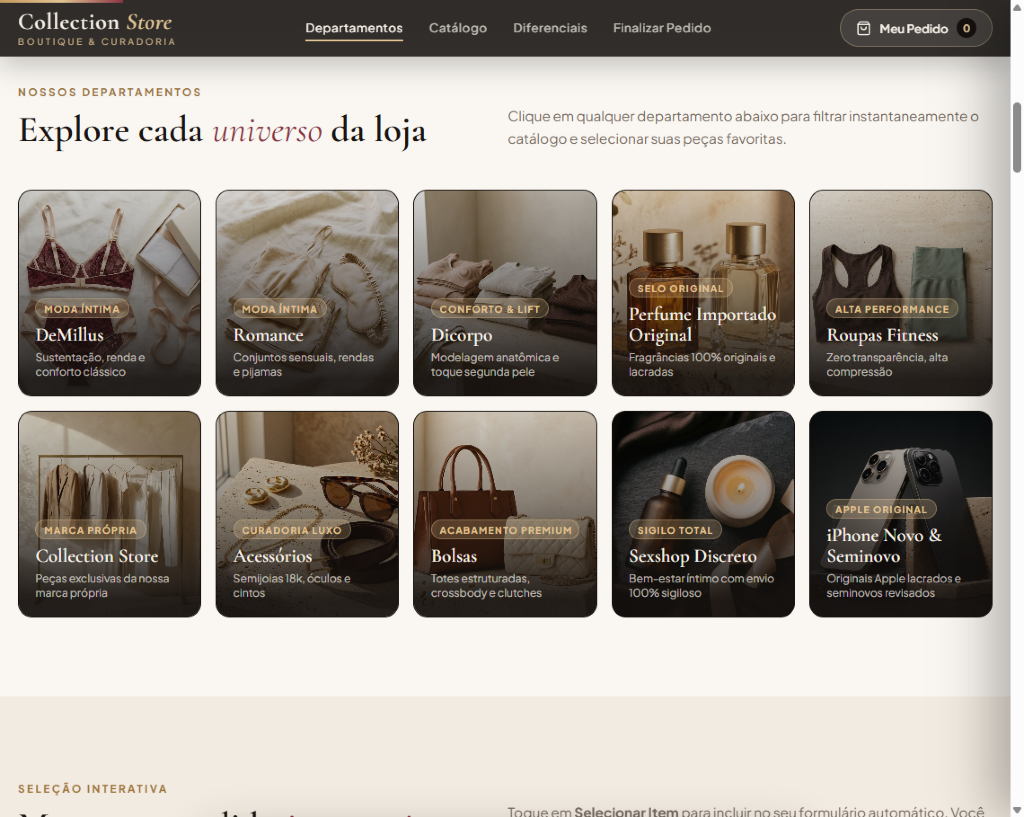 Collection Store
BOUTIQUE & CURADORIA
Departamentos
Catálogo
Diferenciais
Finalizar Pedido
Meu Pedido 0
NOSSOS DEPARTAMENTOS
Explore cada universo da loja
Clique em qualquer departamento abaixo para filtrar instantaneamente o
catálogo e selecionar suas peças favoritas.
MODA ÍNTIMA
DeMillus
Sustentação, renda e
conforto clássico
MODA ÍNTIMA
Romance
Conjuntos sensuais, rendas
e pijamas
CONFORTO & LIFT
Dicorpo
Modelagem anatômica e
toque segunda pele
SELO ORIGINAL
Perfume Importado
Original
Fragrâncias 100% originais e
lacradas
ALTA PERFORMANCE
Roupas Fitness
Zero transparência, alta
compressão
MARCA PRÓPRIA
Collection Store
Peças exclusivas da nossa
marca própria
CURADORIA LUXO
Acessórios
Semijoias 18k, óculos e
cintos
ACABAMENTO PREMIUM
Bolsas
Totes estruturadas,
crossbody e clutches
SIGILO TOTAL
Sexshop Discreto
Bem-estar íntimo com envio
100% sigiloso
APPLE ORIGINAL
iPhone Novo &
Seminovo
Originais Apple lacrados e
seminovos revisados
SELEÇÃO INTERATIVA
Toque em Selecionar Item para incluir no seu formulário automático. Você